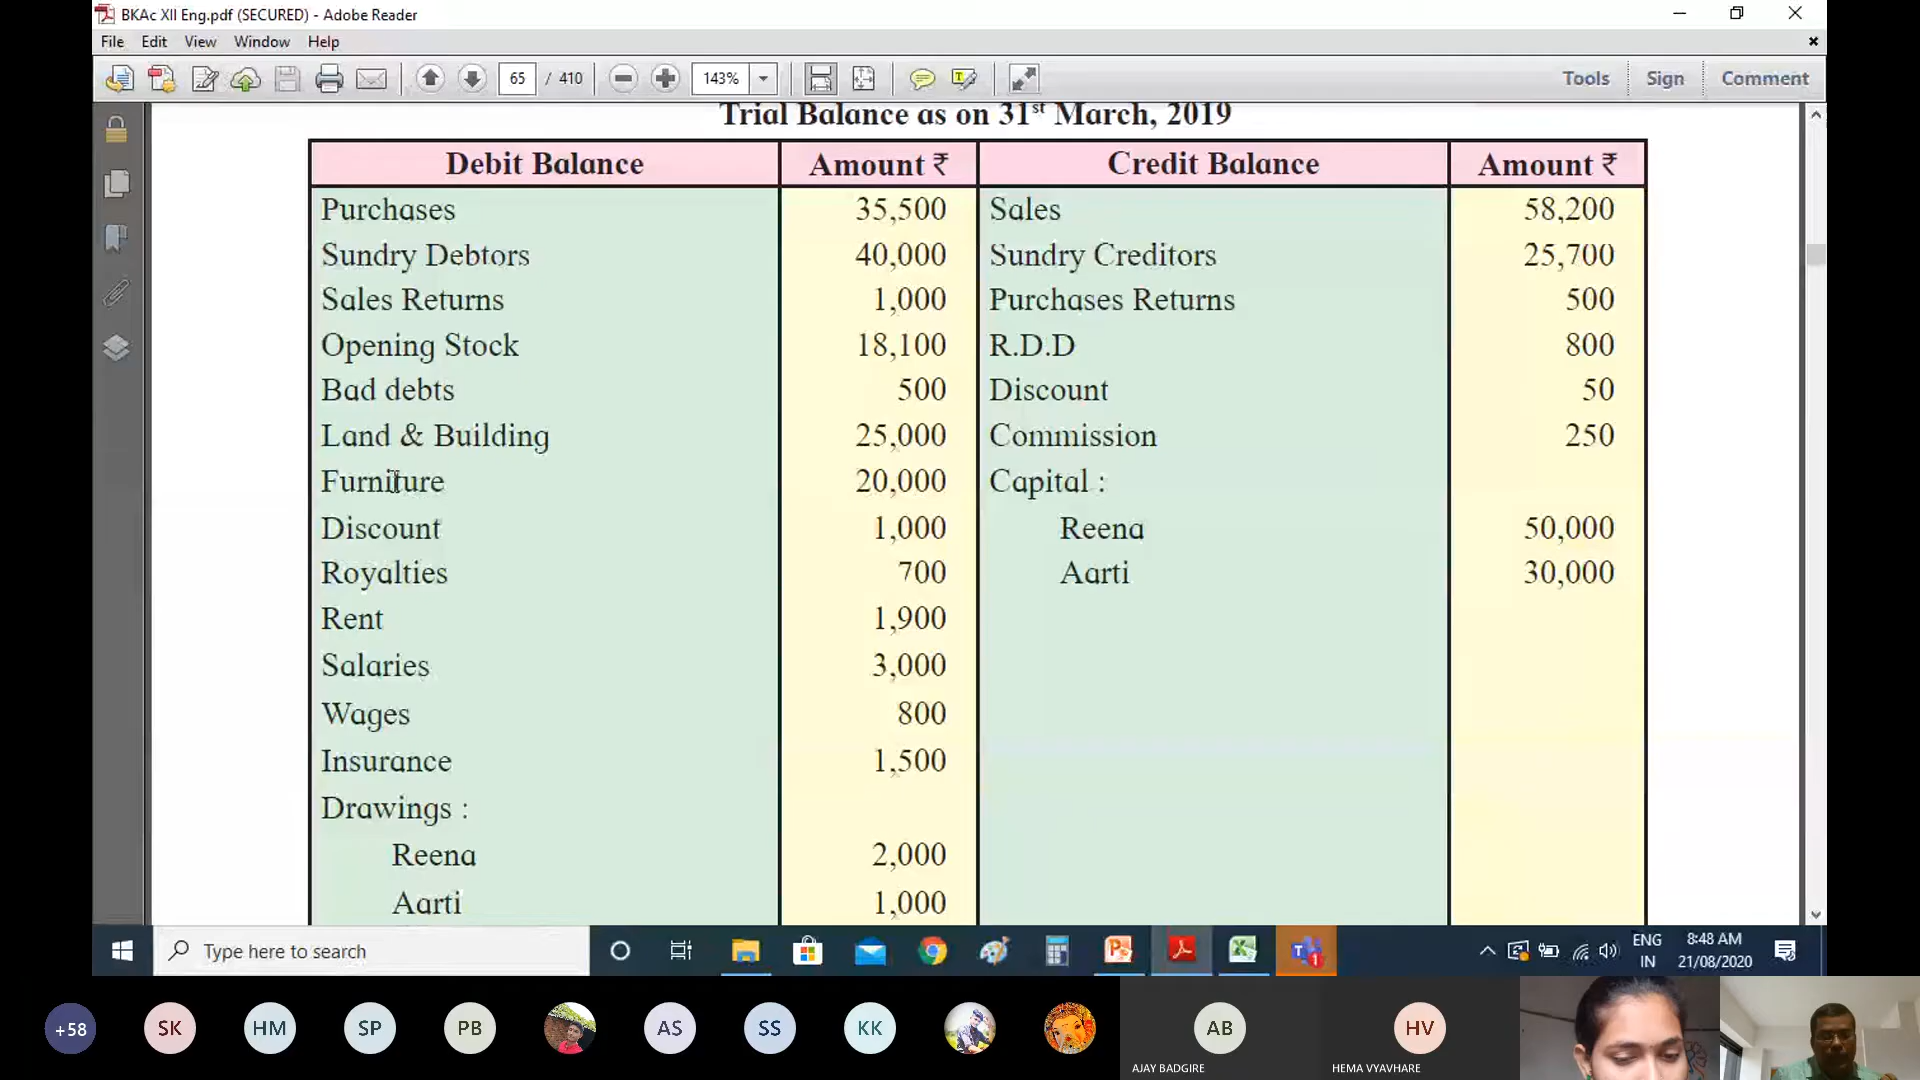 BKAc XII Eng.pdf (SECURED) - Adobe Reader
File Edit View Window Help
65 / 410 143% Tools Sign Comment
Trial Balance as on 31st March, 2019
Debit Balance Amount ₹ Credit Balance Amount ₹
Purchases 35,500 Sales 58,200
Sundry Debtors 40,000 Sundry Creditors 25,700
Sales Returns 1,000 Purchases Returns 500
Opening Stock 18,100 R.D.D 800
Bad debts 500 Discount 50
Land & Building 25,000 Commission 250
Furniture 20,000 Capital :
Discount 1,000 Reena 50,000
Royalties 700 Aarti 30,000
Rent 1,900
Salaries 3,000
Wages 800
Insurance 1,500
Drawings :
Reena 2,000
Aarti 1,000
Type here to search ENG 8:48 AM
IN 21/08/2020
+58 SK HM SP PB AS SS KK AB HV
AJAY BADGIRE HEMA VYAVHARE